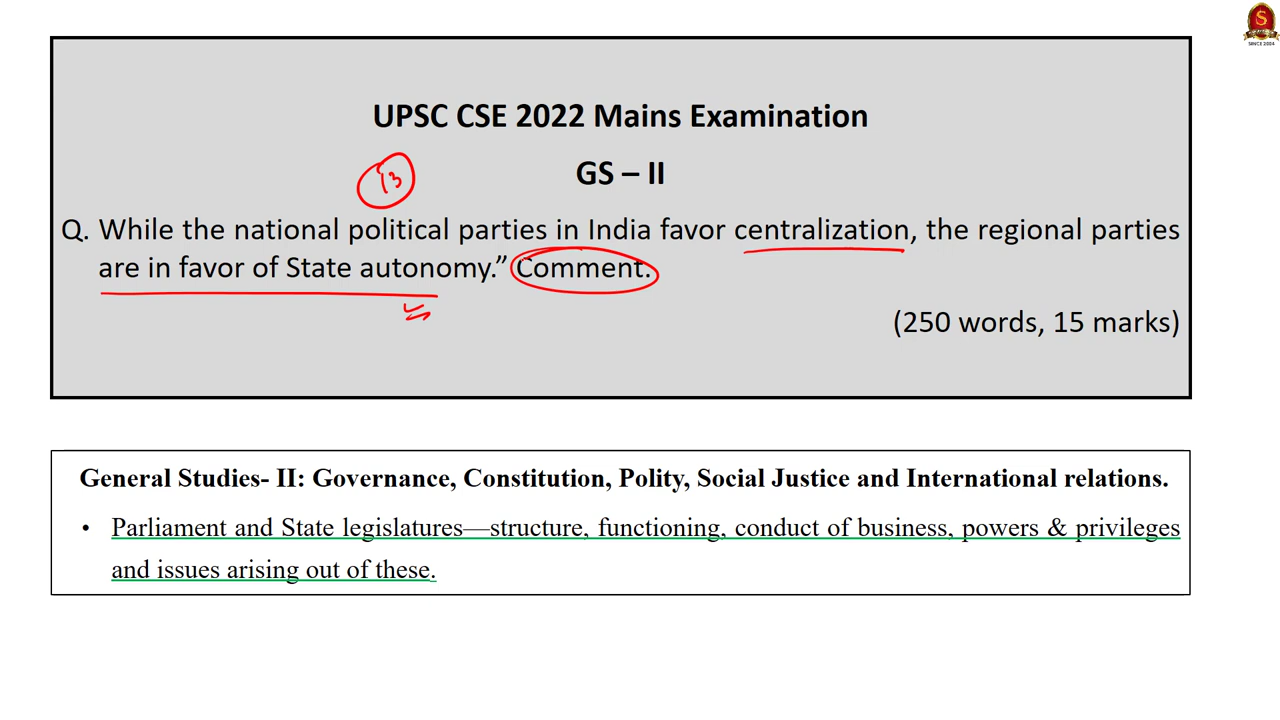 S
SINCE 2004
UPSC CSE 2022 Mains Examination
GS – II
13
Q. While the national political parties in India favor centralization, the regional parties
are in favor of State autonomy.” Comment.
(250 words, 15 marks)
General Studies- II: Governance, Constitution, Polity, Social Justice and International relations.
• Parliament and State legislatures—structure, functioning, conduct of business, powers & privileges
and issues arising out of these.